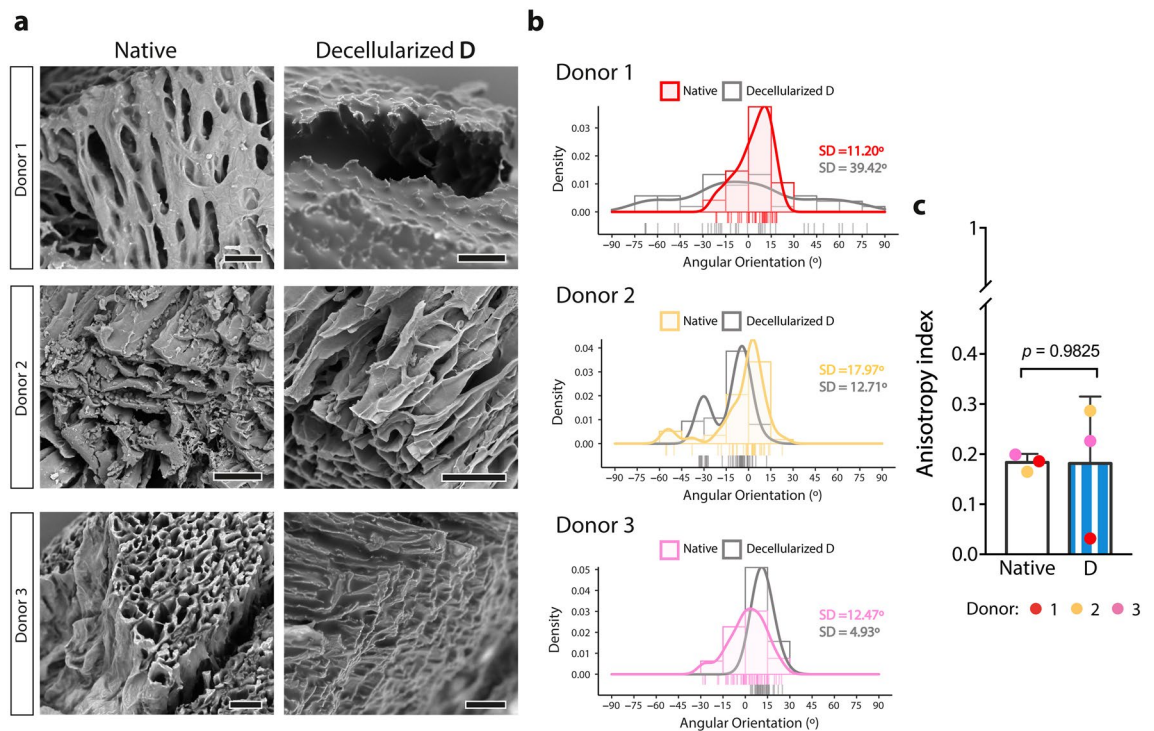 a
Native
Decellularized D
Donor 1
Donor 2
Donor 3
b
Donor 1
Native
Decellularized D
Density
0.03
0.02
0.01
0.00
SD =11.20º
SD = 39.42º
−90 −75 −60 −45 −30 −15 0 15 30 45 60 75 90
Angular Orientation (º)
Donor 2
Native
Decellularized D
Density
0.04
0.03
0.02
0.01
0.00
SD =17.97º
SD = 12.71º
−90 −75 −60 −45 −30 −15 0 15 30 45 60 75 90
Angular Orientation (º)
Donor 3
Native
Decellularized D
Density
0.05
0.04
0.03
0.02
0.01
0.00
SD =12.47º
SD = 4.93º
−90 −75 −60 −45 −30 −15 0 15 30 45 60 75 90
Angular Orientation (º)
c
Anisotropy index
1
0.4
0.3
0.2
0.1
0.0
p = 0.9825
Native D
Donor: 1 2 3